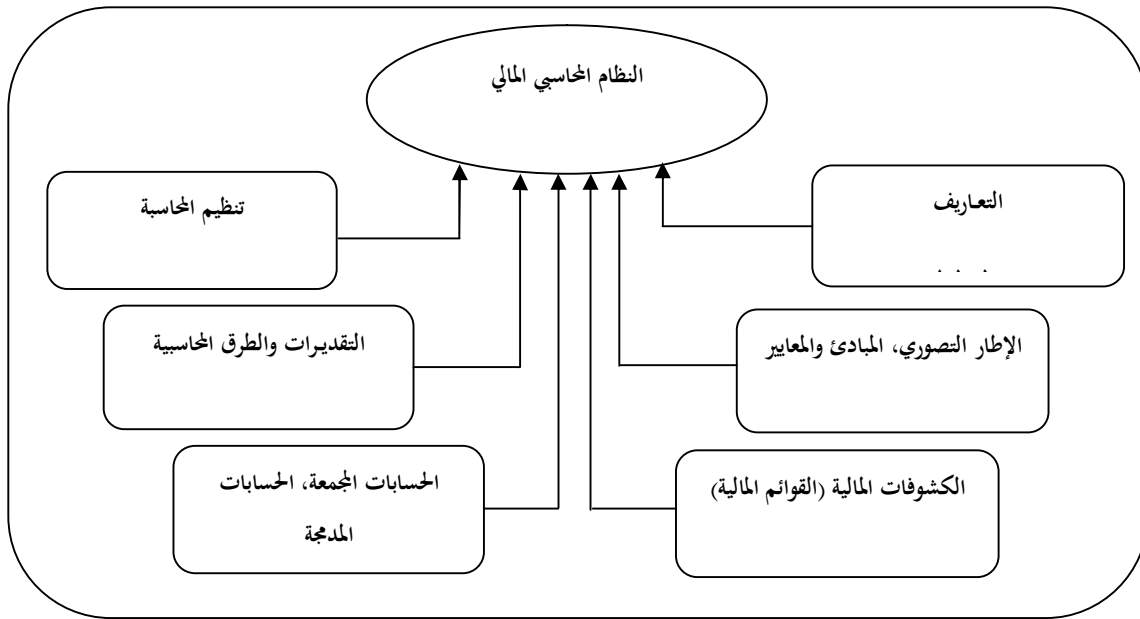 النظام المحاسبي المالي
التعاريف
تنظيم المحاسبة
الإطار التصوري، المبادئ والمعايير
التقديرات والطرق المحاسبية
الكشوفات المالية (القوائم المالية)
الحسابات المجمعة، الحسابات
المدمجة